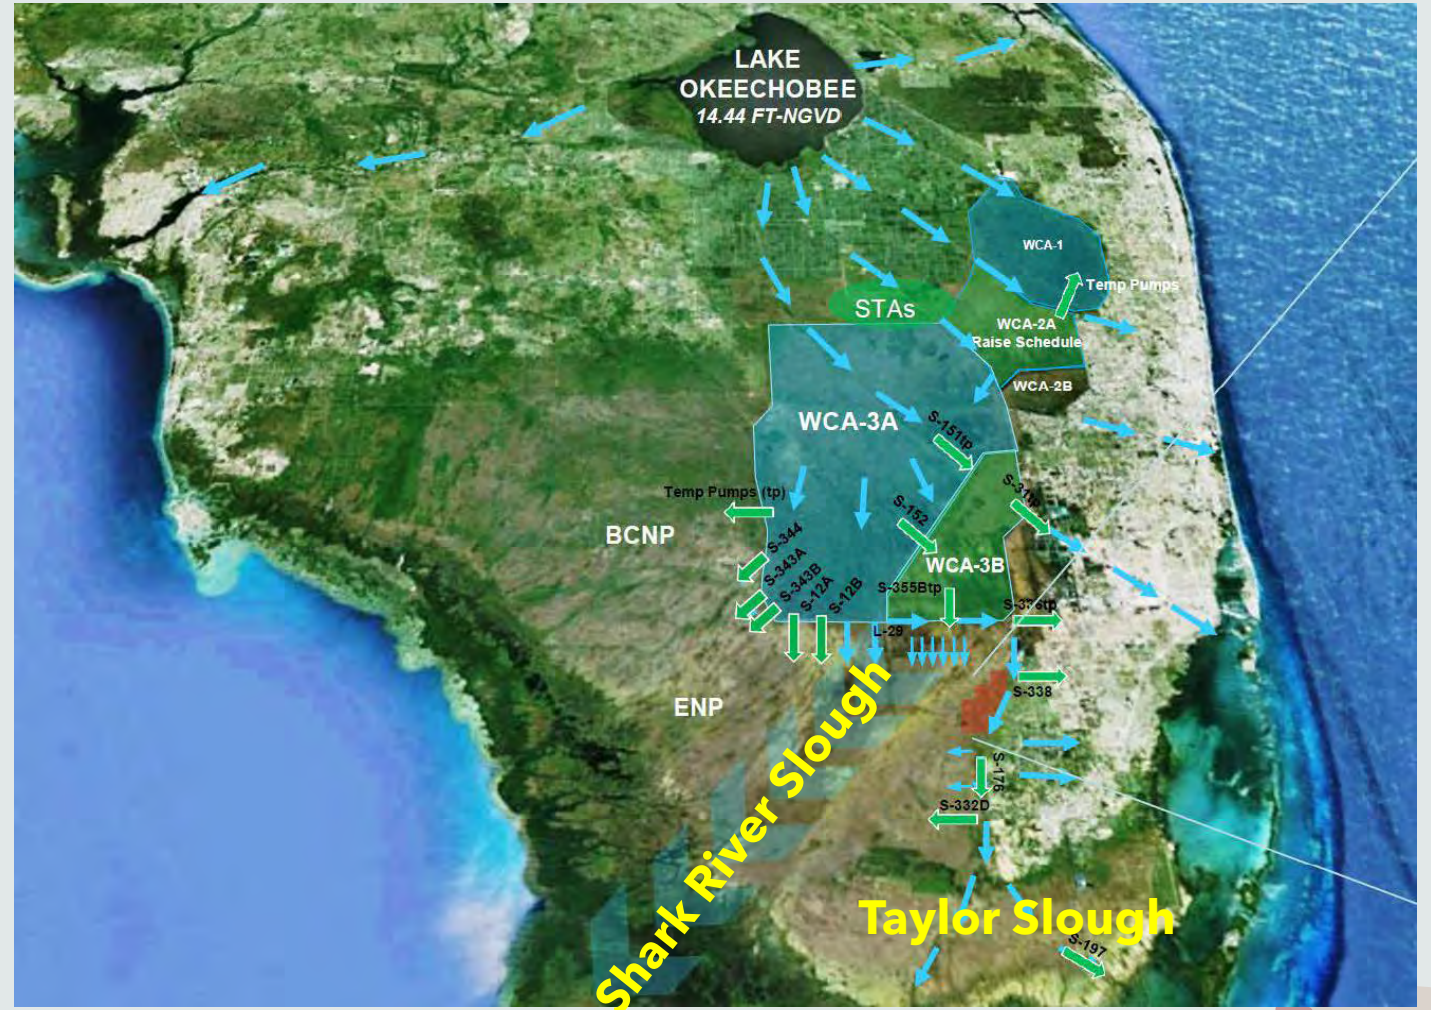 LAKE
OKEECHOBEE
14.44 FT-NGVD
WCA-1
Temp Pumps
STAs
WCA-2A
Raise Schedule
WCA-2B
WCA-3A
S-151tp
Temp Pumps (tp)
S-31tp
S-152
BCNP
S-344
S-343A
S-343B
S-12A
S-12B
WCA-3B
S-355Btp
S-336tp
L-29
S-338
ENP
Shark River Slough
S-176
S-332D
Taylor Slough
S-197